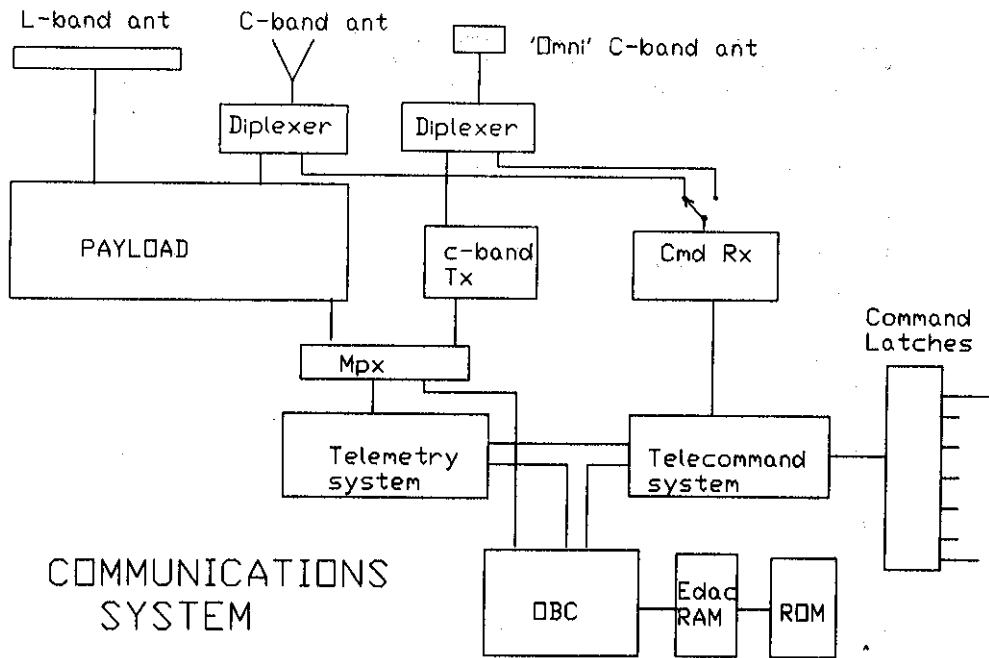 L-band ant
C-band ant
'Omni' C-band ant
Diplexer
Diplexer
PAYLOAD
c-band
Tx
Cmd Rx
Command
Latches
Mpx
Telemetry
system
Telecommand
system
COMMUNICATIONS
SYSTEM
OBC
Edac
RAM
ROM